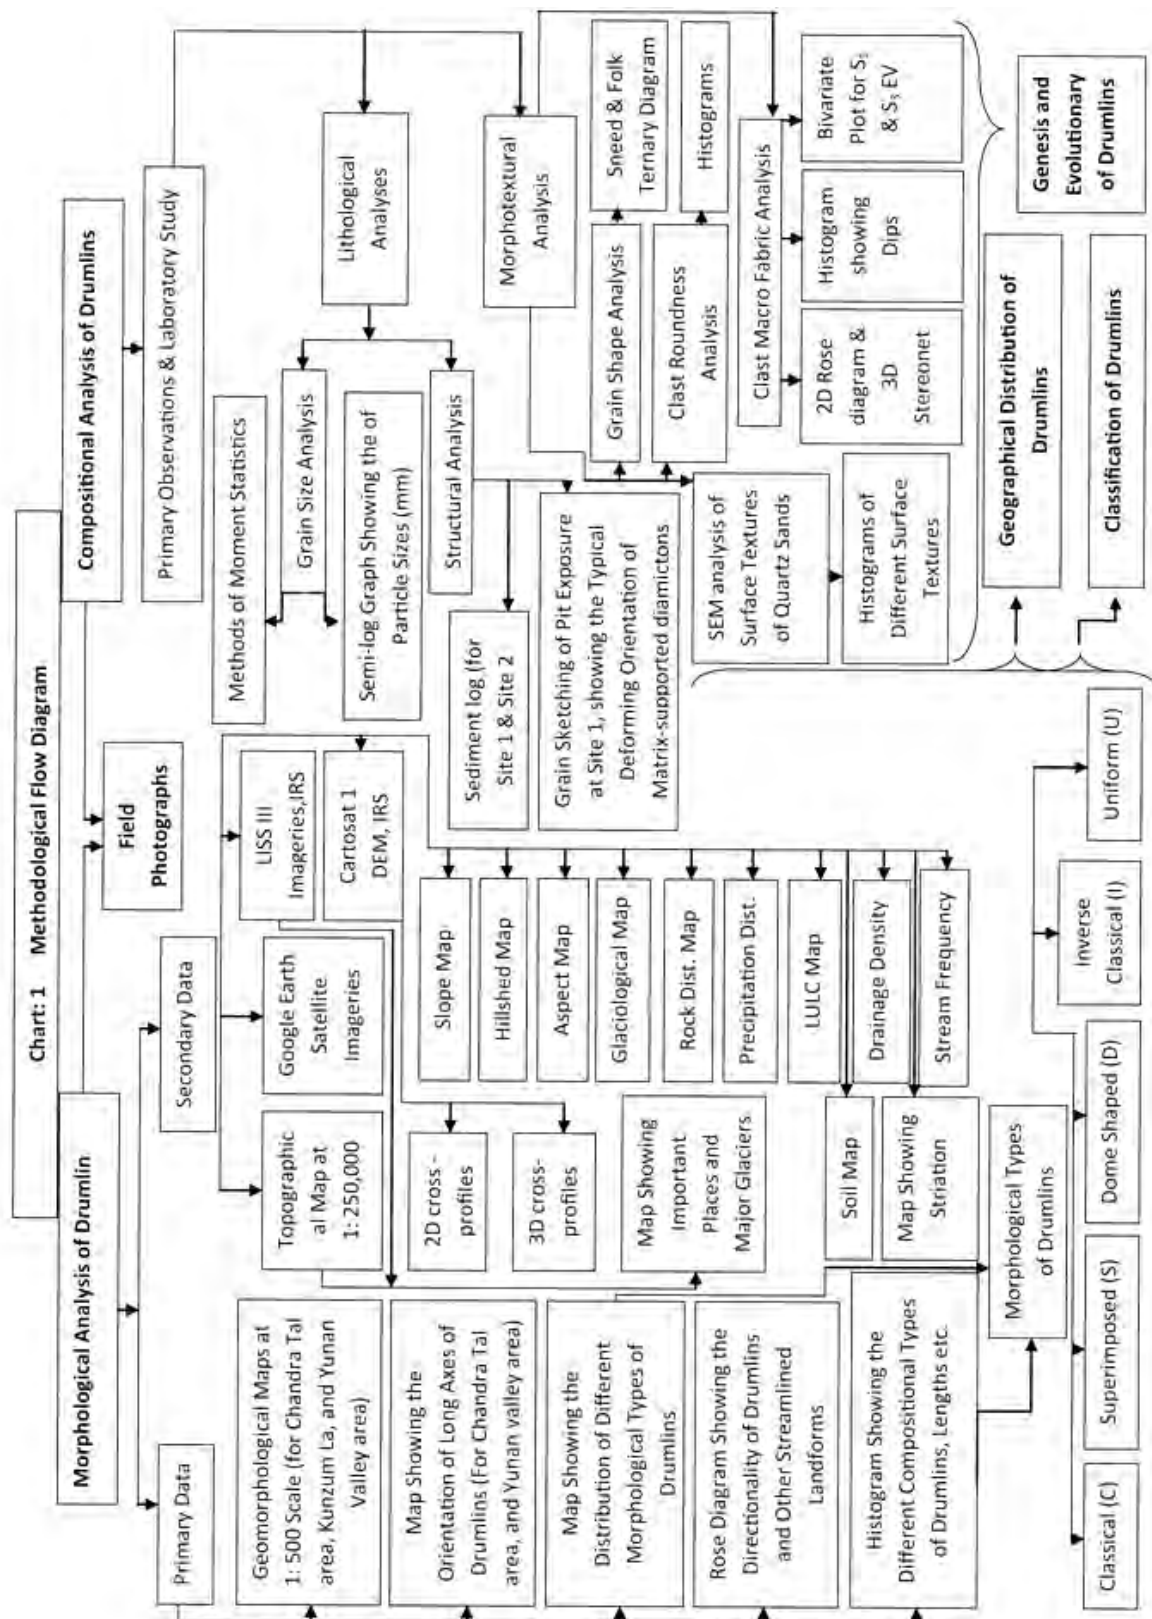 Chart: 1 Methodological Flow Diagram
Morphological Analysis of Drumlin
Compositional Analysis of Drumlins
Field
Photographs
Primary Data
Secondary Data
Primary Observations & Laboratory Study
Geomorphological Maps at
1: 500 Scale (for Chandra Tal
area, Kunzum La, and Yunan
Valley area)
Topographic
al Map at
1: 250,000
Google Earth
Satellite
Imageries
LISS III
Imageries,IRS
Cartosat 1
DEM, IRS
Methods of Moment Statistics
Grain Size Analysis
Semi-log Graph Showing the of
Particle Sizes (mm)
Structural Analysis
Lithological
Analyses
Map Showing the
Orientation of Long Axes of
Drumlins (For Chandra Tal
area, and Yunan valley area)
2D cross -
profiles
3D cross-
profiles
Slope Map
Hillshed Map
Aspect Map
Glaciological Map
Rock Dist. Map
Precipitation Dist.
LULC Map
Drainage Density
Stream Frequency
Sediment log (for
Site 1 & Site 2
Grain Sketching of Pit Exposure
at Site 1, showing the Typical
Deforming Orientation of
Matrix-supported diamictons
Morphotextural
Analysis
Grain Shape Analysis
Sneed & Folk
Ternary Diagram
Clast Roundness
Analysis
Histograms
Map Showing the
Distribution of Different
Morphological Types of
Drumlins
Map Showing
Important
Places and
Major Glaciers
SEM analysis of
Surface Textures
of Quartz Sands
Clast Macro Fabric Analysis
Rose Diagram Showing the
Directionality of Drumlins
and Other Streamlined
Landforms
Soil Map
Histograms of
Different Surface
Textures
2D Rose
diagram &
3D
Stereonet
Histogram
showing
Dips
Bivariate
Plot for S₁
& S₃ EV
Histogram Showing the
Different Compositional Types
of Drumlins, Lengths etc.
Map Showing
Striation
Morphological Types
of Drumlins
Geographical Distribution of
Drumlins
Genesis and
Evolutionary
of Drumlins
Classical (C)
Superimposed (S)
Dome Shaped (D)
Inverse
Classical (I)
Uniform (U)
Classification of Drumlins